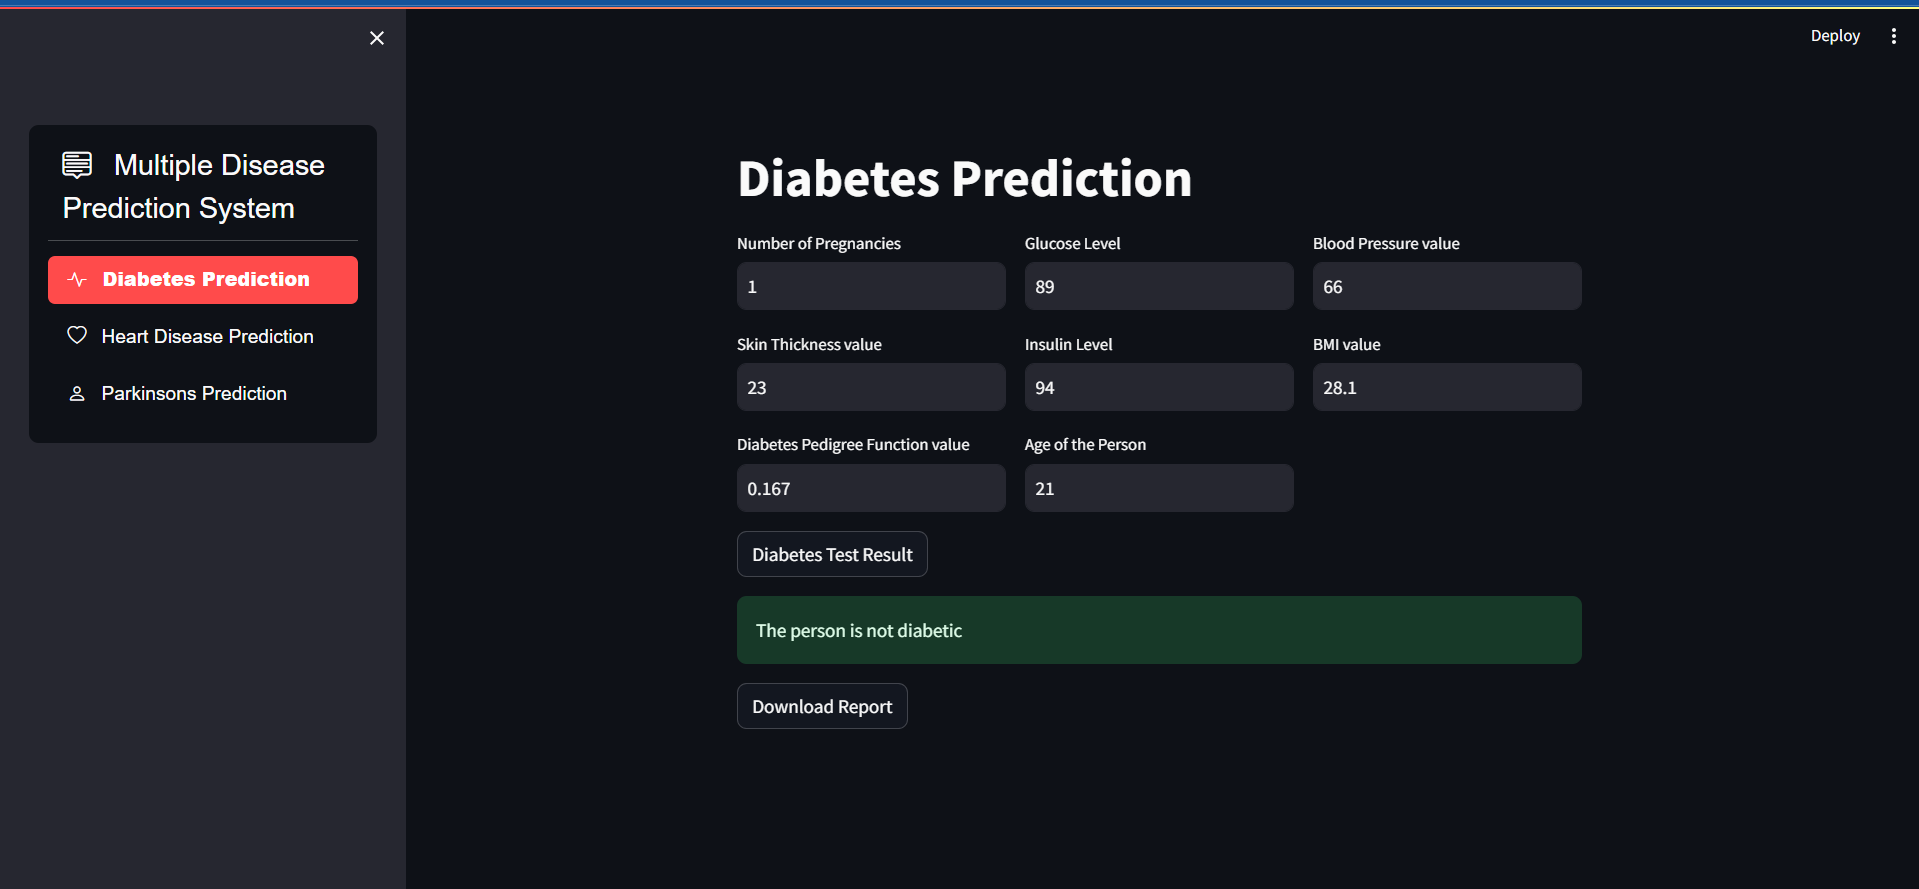 Deploy
Multiple Disease
Prediction System
Diabetes Prediction
Heart Disease Prediction
Parkinsons Prediction
Diabetes Prediction
Number of Pregnancies
1
Glucose Level
89
Blood Pressure value
66
Skin Thickness value
23
Insulin Level
94
BMI value
28.1
Diabetes Pedigree Function value
0.167
Age of the Person
21
Diabetes Test Result
The person is not diabetic
Download Report